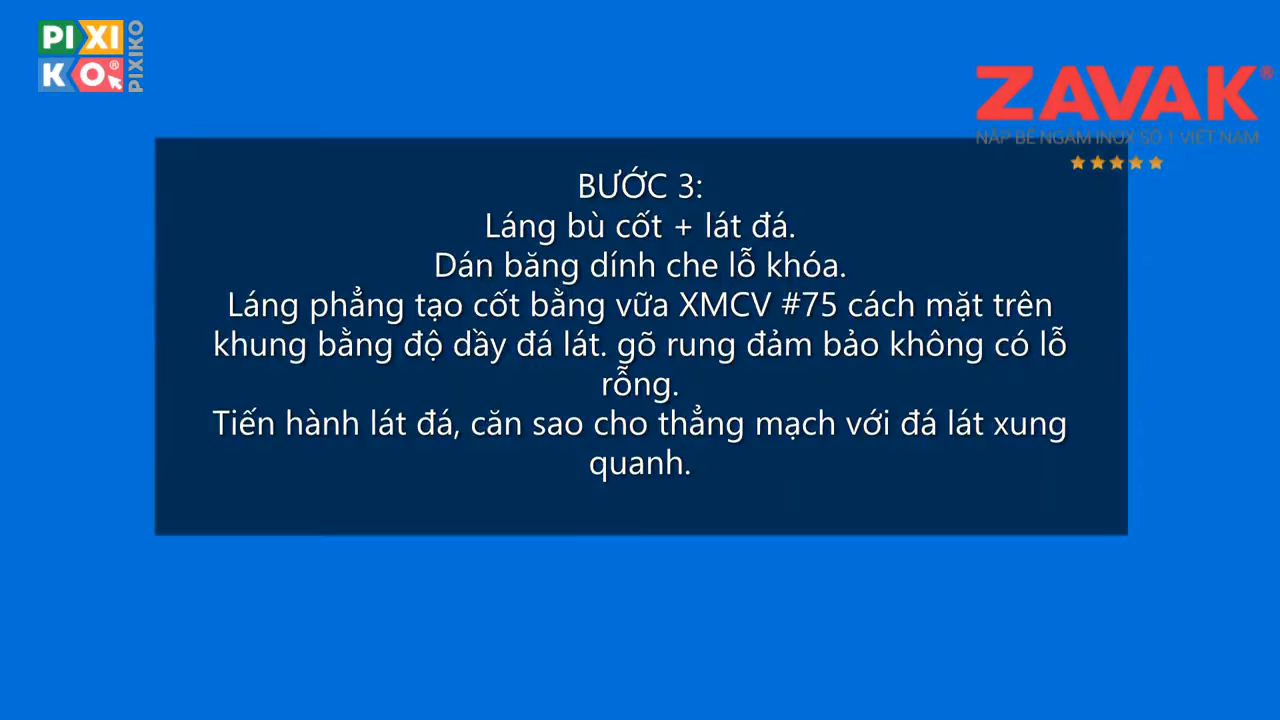 PIXI
KO®
PIXIKO
ZAVAK®
NẮP BỂ NGẦM INOX SỐ 1 VIỆT NAM
BƯỚC 3:
Láng bù cốt + lát đá.
Dán băng dính che lỗ khóa.
Láng phẳng tạo cốt bằng vữa XMCV #75 cách mặt trên
khung bằng độ dầy đá lát. gõ rung đảm bảo không có lỗ
rỗng.
Tiến hành lát đá, căn sao cho thẳng mạch với đá lát xung
quanh.